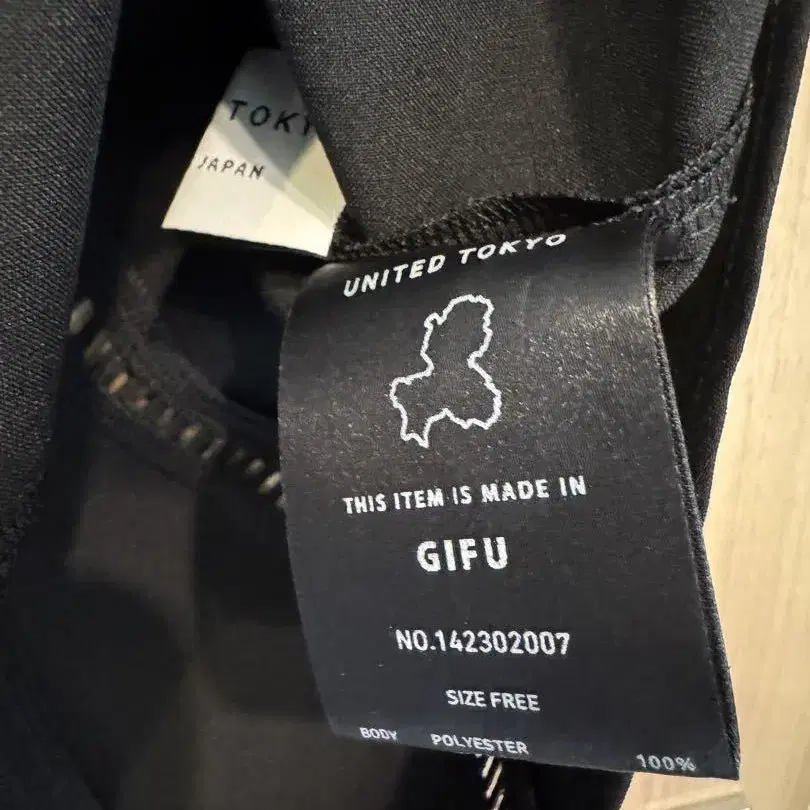 TOKY
JAPAN
UNITED TOKYO
THIS ITEM IS MADE IN
GIFU
NO.142302007
SIZE FREE
BODY POLYESTER 100%